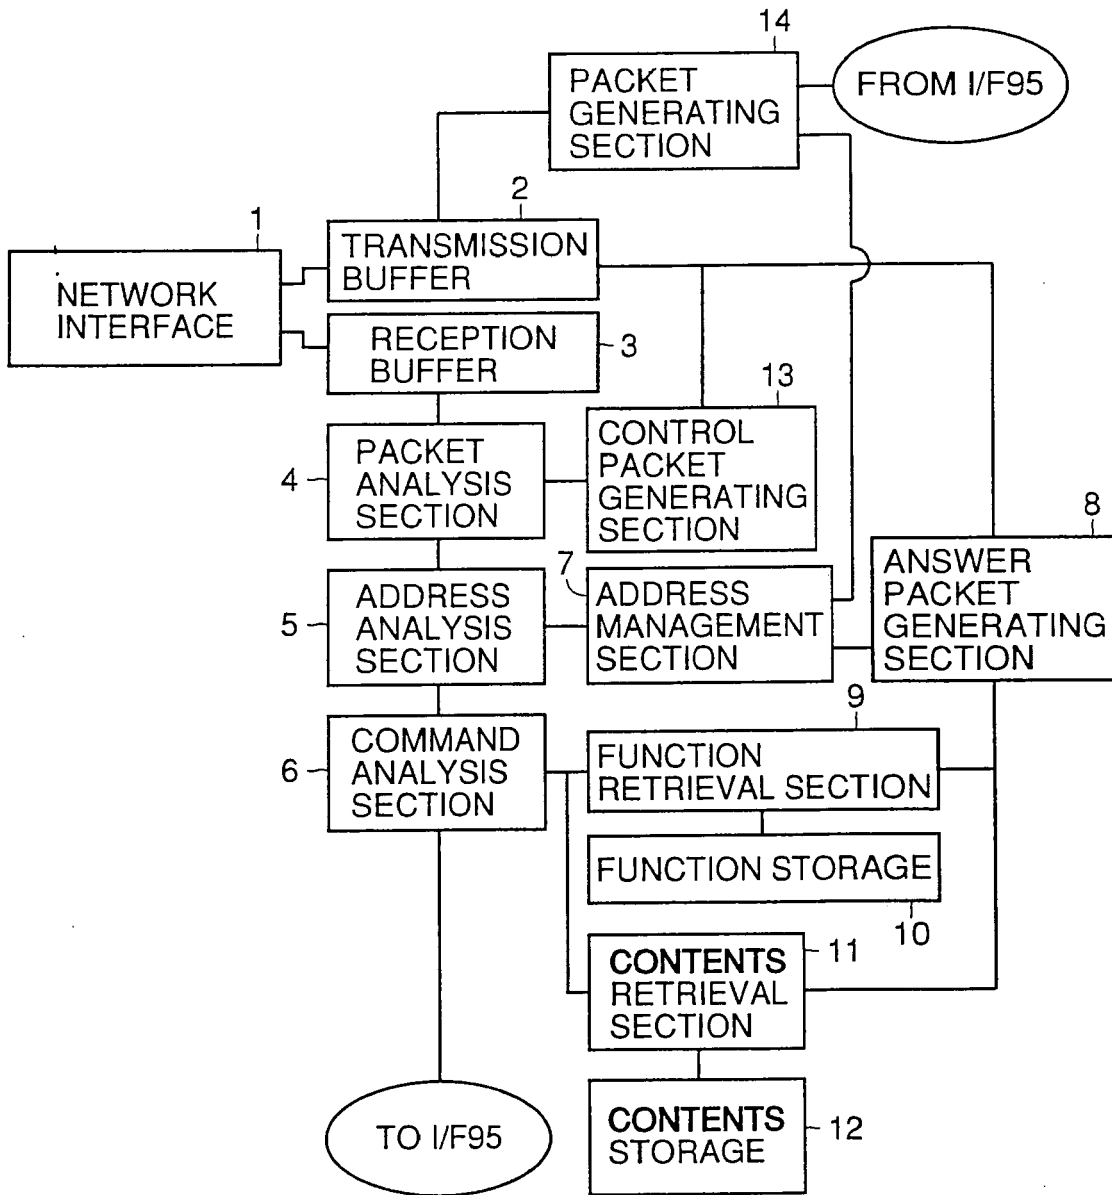 14
PACKET
GENERATING
SECTION
FROM I/F95
2
1
TRANSMISSION
BUFFER
NETWORK
INTERFACE
RECEPTION
BUFFER
3
13
4
PACKET
ANALYSIS
SECTION
CONTROL
PACKET
GENERATING
SECTION
8
7
5
ADDRESS
ANALYSIS
SECTION
ADDRESS
MANAGEMENT
SECTION
ANSWER
PACKET
GENERATING
SECTION
9
6
COMMAND
ANALYSIS
SECTION
FUNCTION
RETRIEVAL SECTION
FUNCTION STORAGE
10
CONTENTS
RETRIEVAL
SECTION
11
TO I/F95
CONTENTS
STORAGE
12